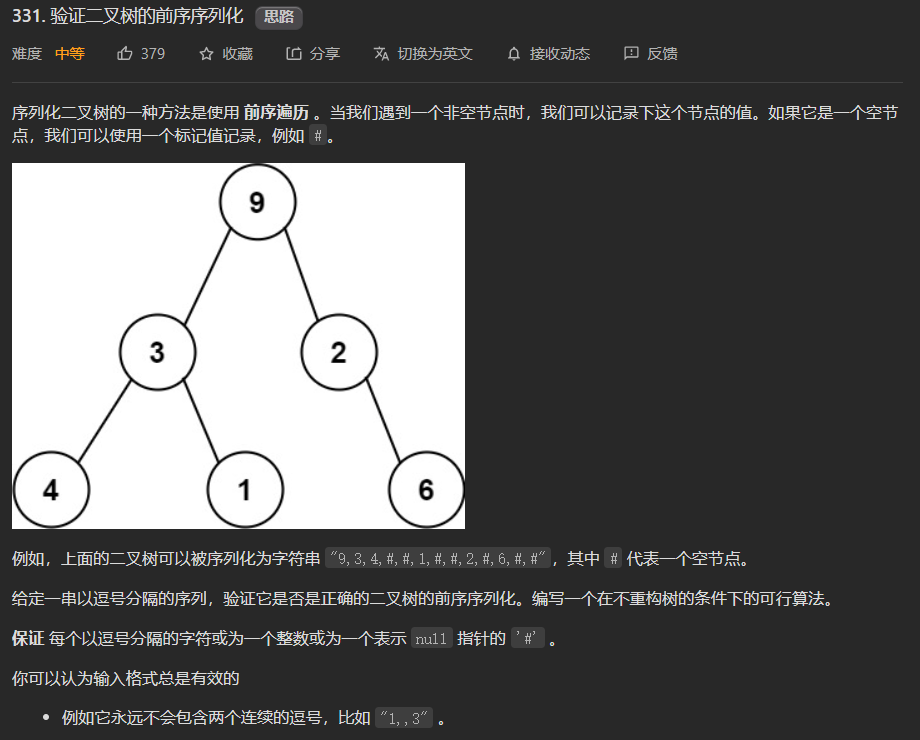 331. 验证二叉树的前序序列化 思路
难度 中等 379 收藏 分享 切换为英文 接收动态 反馈
序列化二叉树的一种方法是使用 前序遍历 。当我们遇到一个非空节点时，我们可以记录下这个节点的值。如果它是一个空节
点，我们可以使用一个标记值记录，例如 #。
9
3 2
4 1 6
例如，上面的二叉树可以被序列化为字符串 "9,3,4,#,#,1,#,#,2,#,6,#,#"，其中 # 代表一个空节点。
给定一串以逗号分隔的序列，验证它是否是正确的二叉树的前序序列化。编写一个在不重构树的条件下的可行算法。
保证 每个以逗号分隔的字符或为一个整数或为一个表示 null 指针的 '#' 。
你可以认为输入格式总是有效的
• 例如它永远不会包含两个连续的逗号，比如 "1,,3" 。